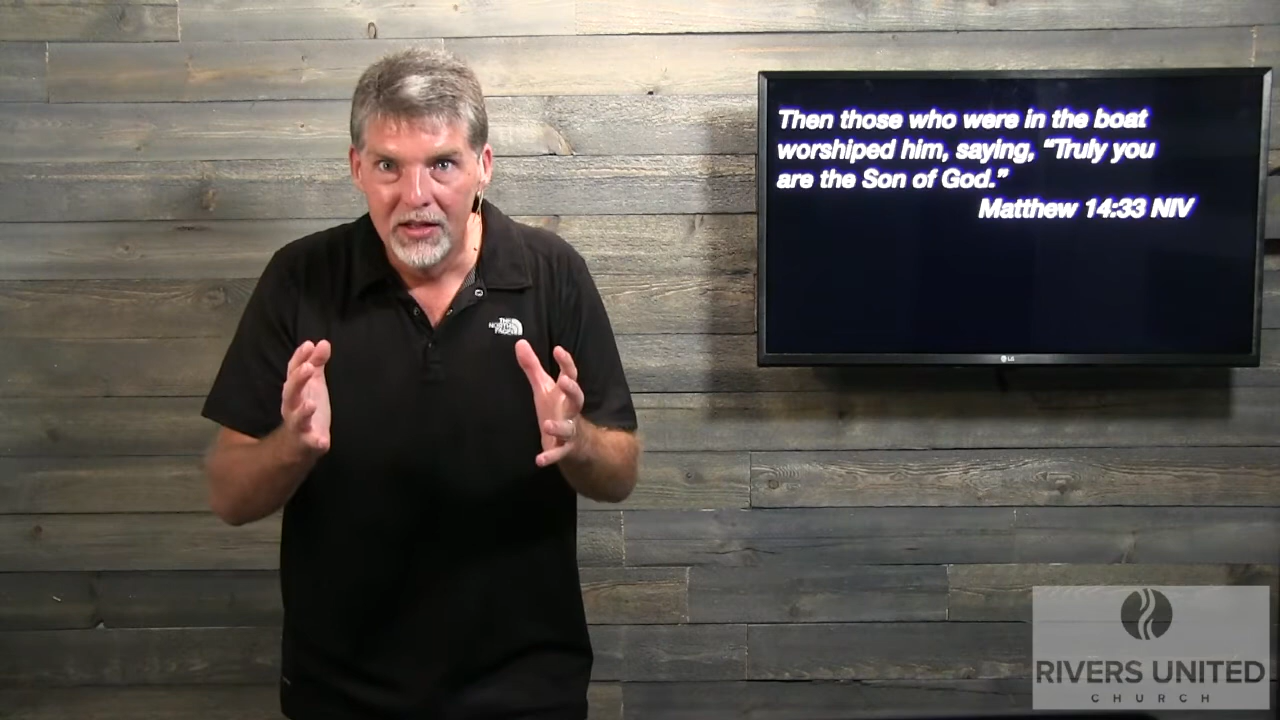 Then those who were in the boat
worshiped him, saying, “Truly you
are the Son of God.”
Matthew 14:33 NIV
THE
NORTH
FACE
LG
RIVERS UNITED
CHURCH